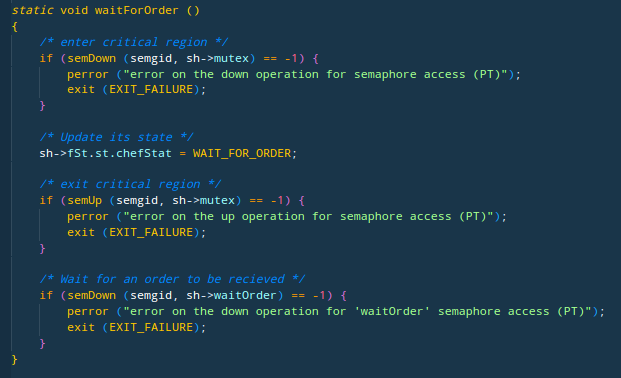 static void waitForOrder ()
{
    /* enter critical region */
    if (semDown (semgid, sh->mutex) == -1) {
        perror ("error on the down operation for semaphore access (PT)");
        exit (EXIT_FAILURE);
    }

    /* Update its state */
    sh->fSt.st.chefStat = WAIT_FOR_ORDER;

    /* exit critical region */
    if (semUp (semgid, sh->mutex) == -1) {
        perror ("error on the up operation for semaphore access (PT)");
        exit (EXIT_FAILURE);
    }

    /* Wait for an order to be recieved */
    if (semDown (semgid, sh->waitOrder) == -1) {
        perror ("error on the down operation for 'waitOrder' semaphore access (PT)");
        exit (EXIT_FAILURE);
    }
}